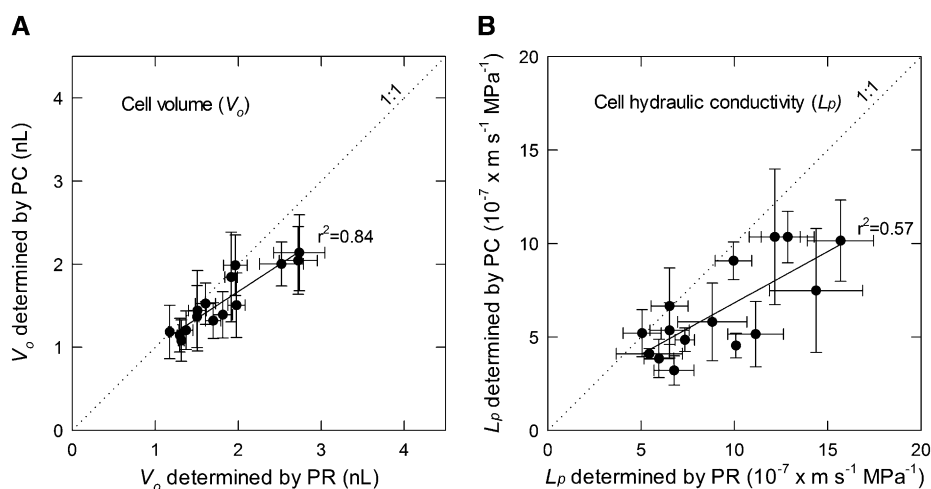 A
Cell volume (Vₒ)
1:1
r²=0.84
4
3
2
1
0
0 1 2 3 4
Vₒ determined by PC (nL)
Vₒ determined by PR (nL)
B
Cell hydraulic conductivity (Lp)
1:1
r²=0.57
20
15
10
5
0
0 5 10 15 20
Lp determined by PC (10⁻⁷ x m s⁻¹ MPa⁻¹)
Lp determined by PR (10⁻⁷ x m s⁻¹ MPa⁻¹)